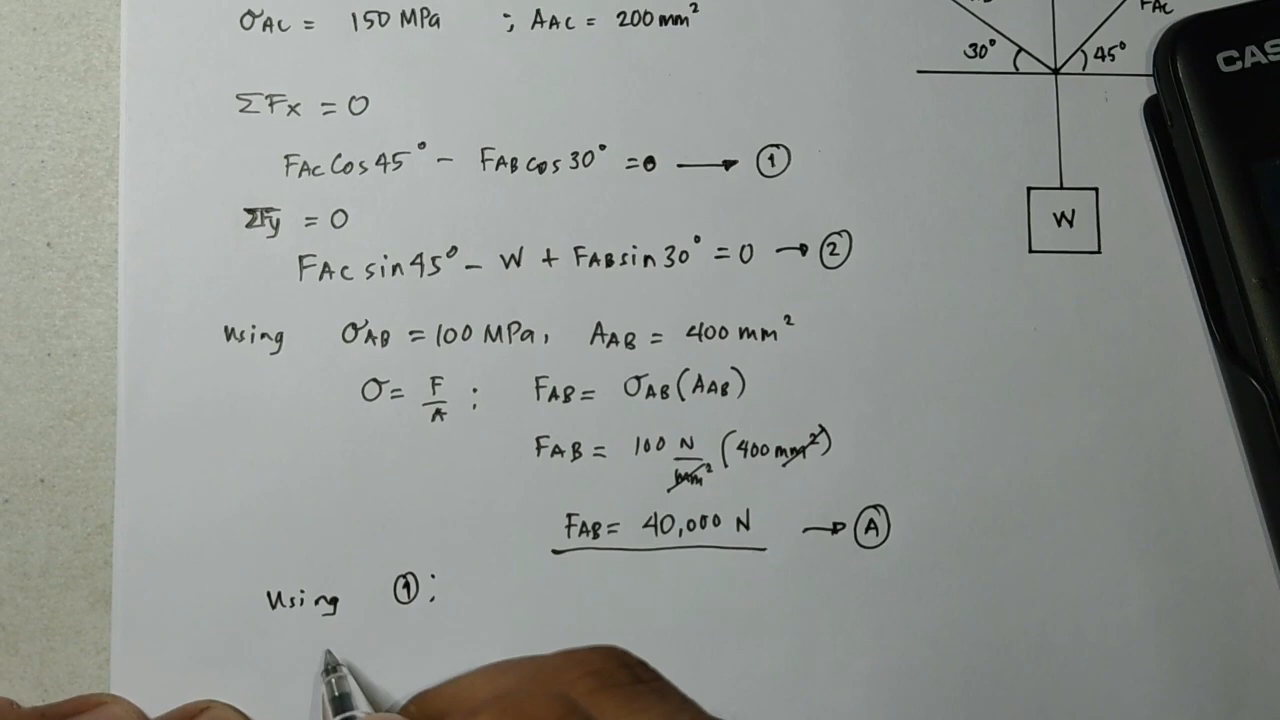 σAC = 150 MPa ; AAC = 200 mm²
FAC
30° 45°
CAS
ΣFx = 0
FAC Cos 45° - FAB cos 30° = 0 → ①
W
ΣFy = 0
FAC sin 45° - W + FAB sin 30° = 0 → ②
Using σAB = 100 MPa, AAB = 400 mm²
σ = F/A ; FAB = σAB (AAB)
FAB = 100 N/mm² (400 mm²)
FAB = 40,000 N → Ⓐ
Using ①;